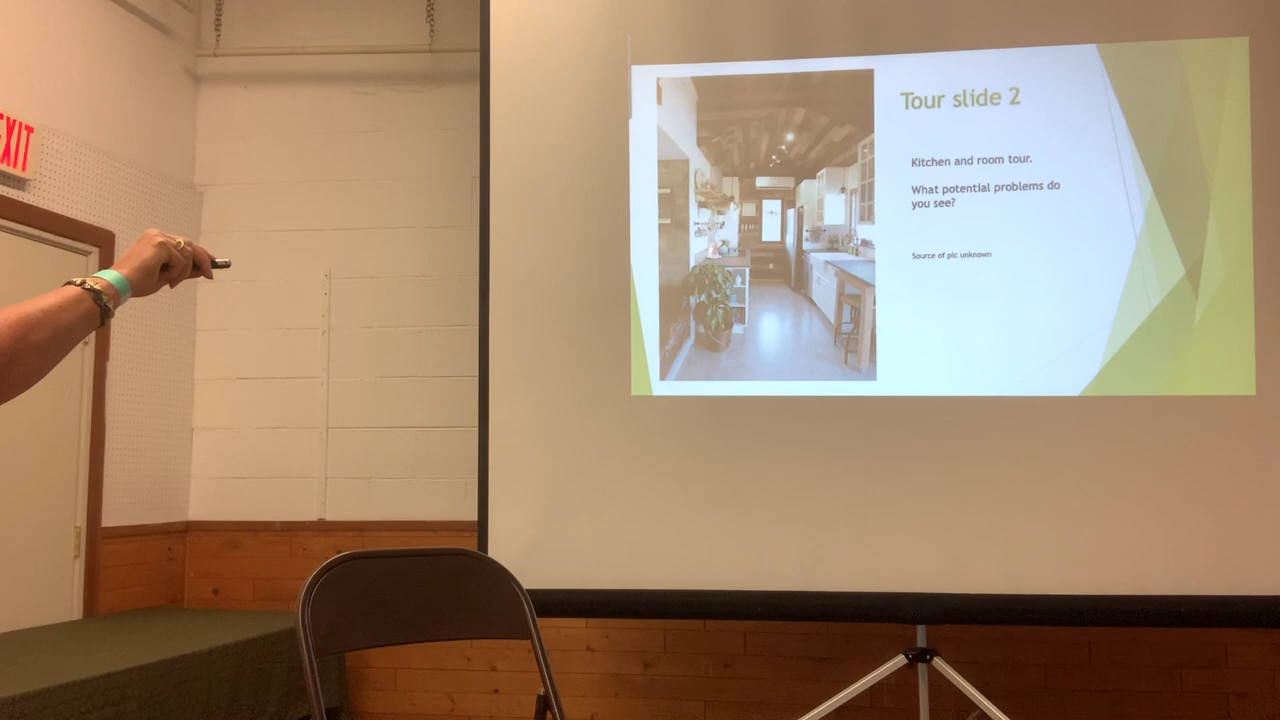 EXIT
Tour slide 2
Kitchen and room tour.
What potential problems do
you see?
Source of pic unknown